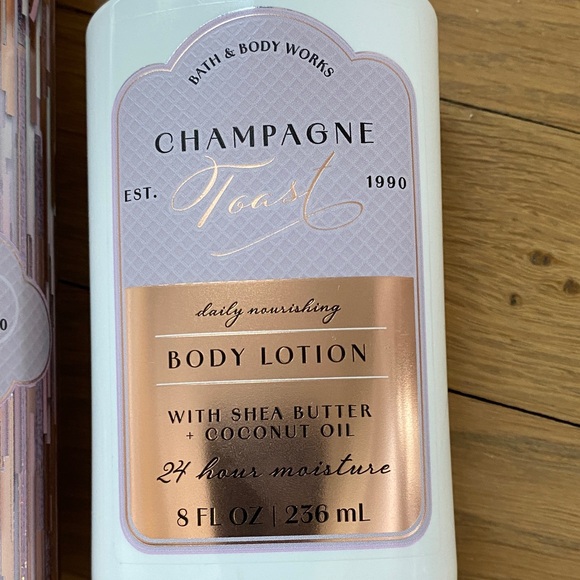 BATH & BODY WORKS
CHAMPAGNE
Toast
EST. 1990
daily nourishing
BODY LOTION
WITH SHEA BUTTER
+ COCONUT OIL
24 hour moisture
8 FL OZ | 236 mL
0